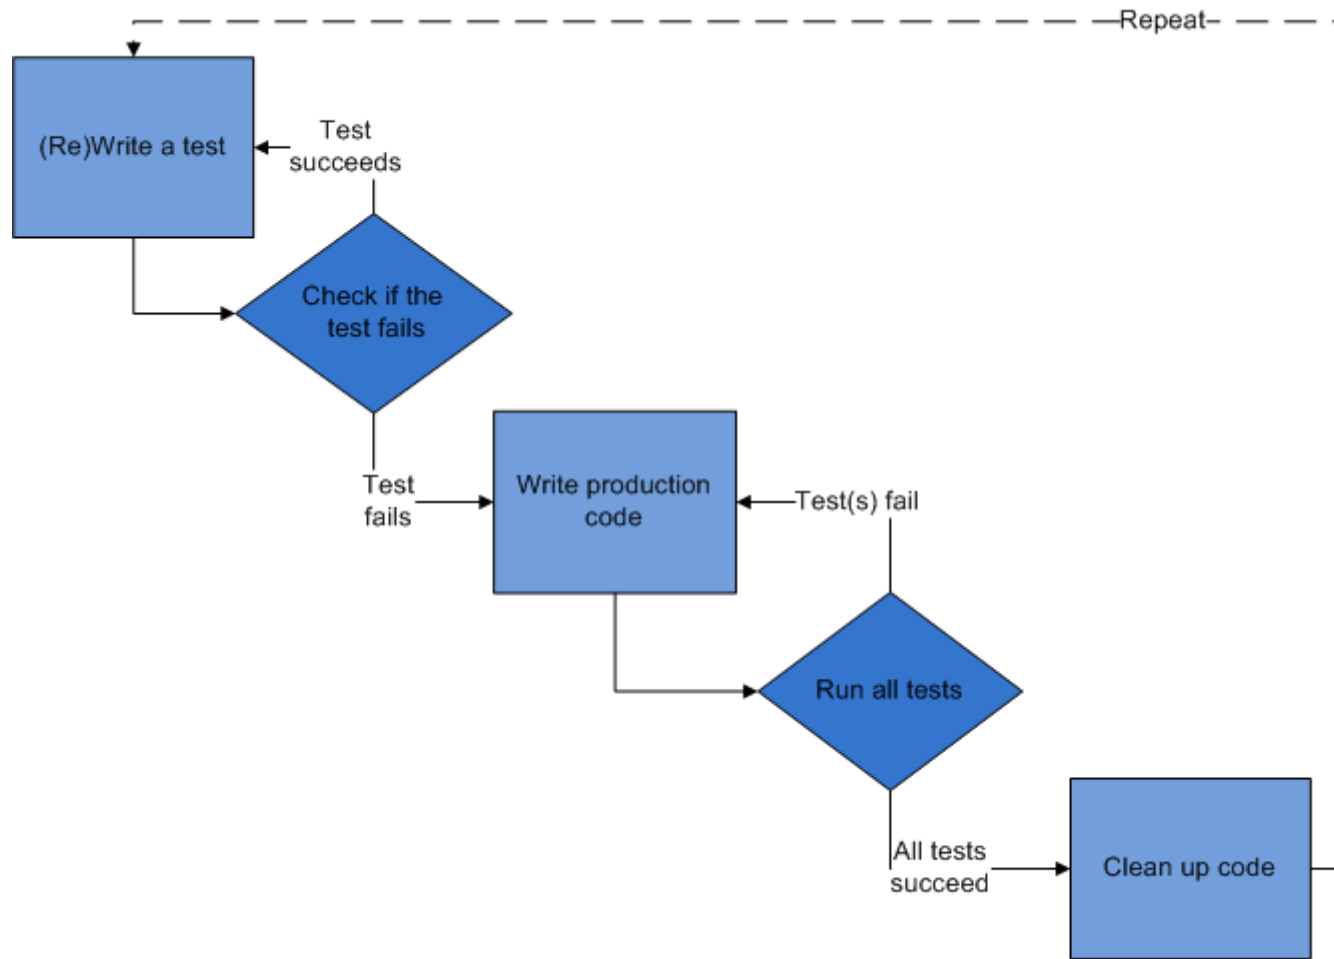 Repeat
(Re)Write a test
Test
succeeds
Check if the
test fails
Test
fails
Write production
code
Test(s) fail
Run all tests
All tests
succeed
Clean up code